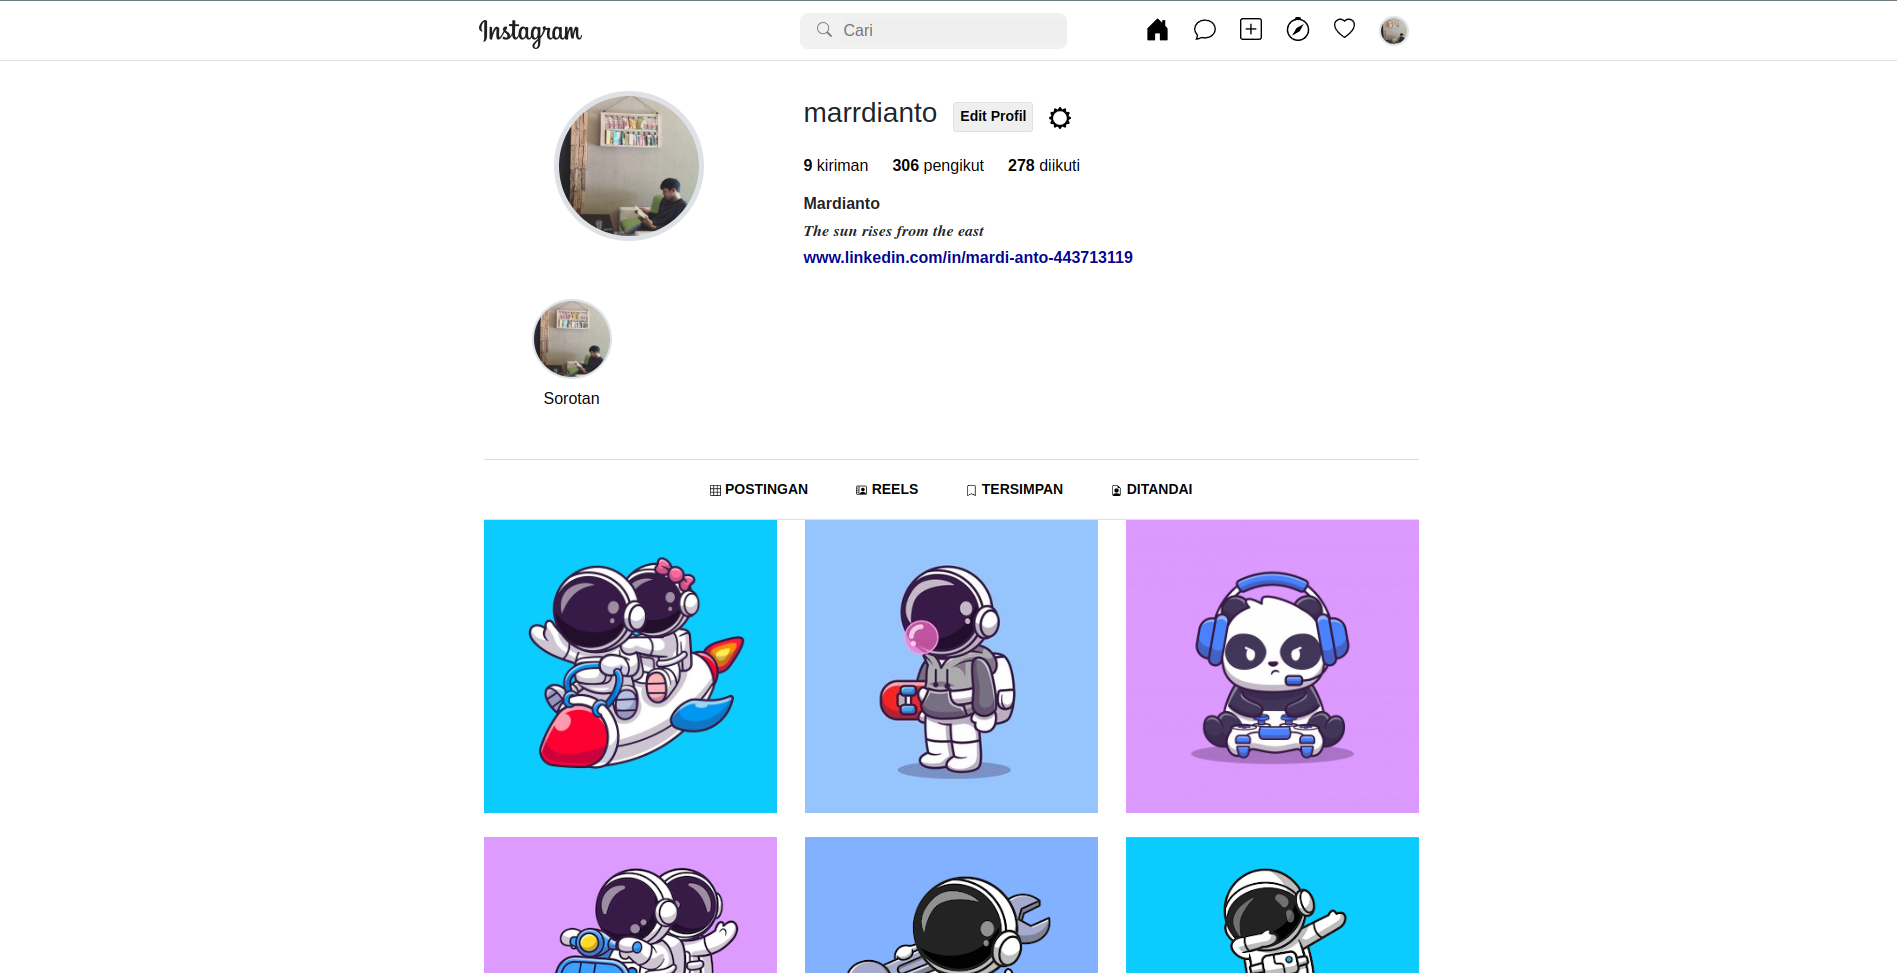 Instagram
Cari
marrdianto Edit Profil
9 kiriman 306 pengikut 278 diikuti
Mardianto
The sun rises from the east
www.linkedin.com/in/mardi-anto-443713119
Sorotan
POSTINGAN REELS TERSIMPAN DITANDAI